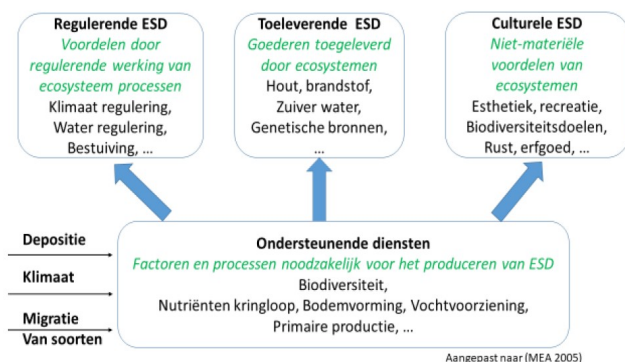 Regulerende ESD
Voordelen door
regulerende werking van
ecosysteem processen
Klimaat regulering,
Water regulering,
Bestuiving, ...
Toeleverende ESD
Goederen toegeleverd
door ecosystemen
Hout, brandstof,
Zuiver water,
Genetische bronnen,
...
Culturele ESD
Niet-materiële
voordelen van
ecosystemen
Esthetiek, recreatie,
Biodiversiteitsdoelen,
Rust, erfgoed, ...
Depositie
Klimaat
Migratie
Van soorten
Ondersteunende diensten
Factoren en processen noodzakelijk voor het produceren van ESD
Biodiversiteit,
Nutriënten kringloop, Bodemvorming, Vochtvoorziening,
Primaire productie, ...
Aangepast naar (MEA 2005)